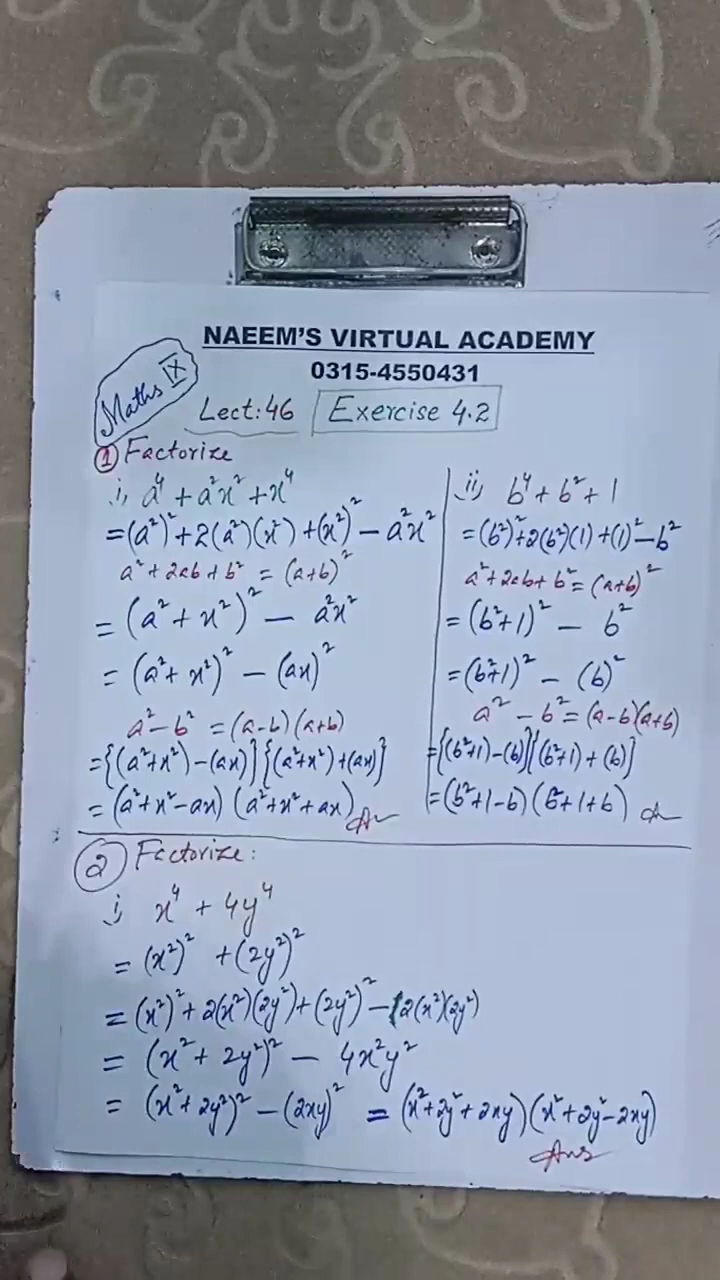 NAEEM'S VIRTUAL ACADEMY
0315-4550431
Maths IX
Lect:46 Exercise 4.2
① Factorize
i) a⁴ + a²x² + x⁴
= (a²)² + 2(a²)(x²) + (x²)² − a²x²
a² + 2ab + b² = (a+b)²
= (a² + x²)² − a²x²
= (a² + x²)² − (ax)²
a² − b² = (a−b)(a+b)
= {(a²+x²) − (ax)} {(a²+x²) + (ax)}
= (a²+x²−ax) (a²+x²+ax) An
ii) b⁴ + b² + 1
= (b²)² + 2(b²)(1) + (1)² − b²
a² + 2ab + b² = (a+b)²
= (b²+1)² − b²
= (b²+1)² − (b)²
a² − b² = (a−b)(a+b)
= {(b²+1) − (b)} {(b²+1) + (b)}
= (b²+1−b) (b²+1+b)
② Factorize:
i) x⁴ + 4y⁴
= (x²)² + (2y²)²
= (x²)² + 2(x²)(2y²) + (2y²)² − 2(x²)(2y²)
= (x² + 2y²)² − 4x²y²
= (x² + 2y²)² − (2xy)² = (x²+2y²+2xy) (x²+2y²−2xy)
Ans